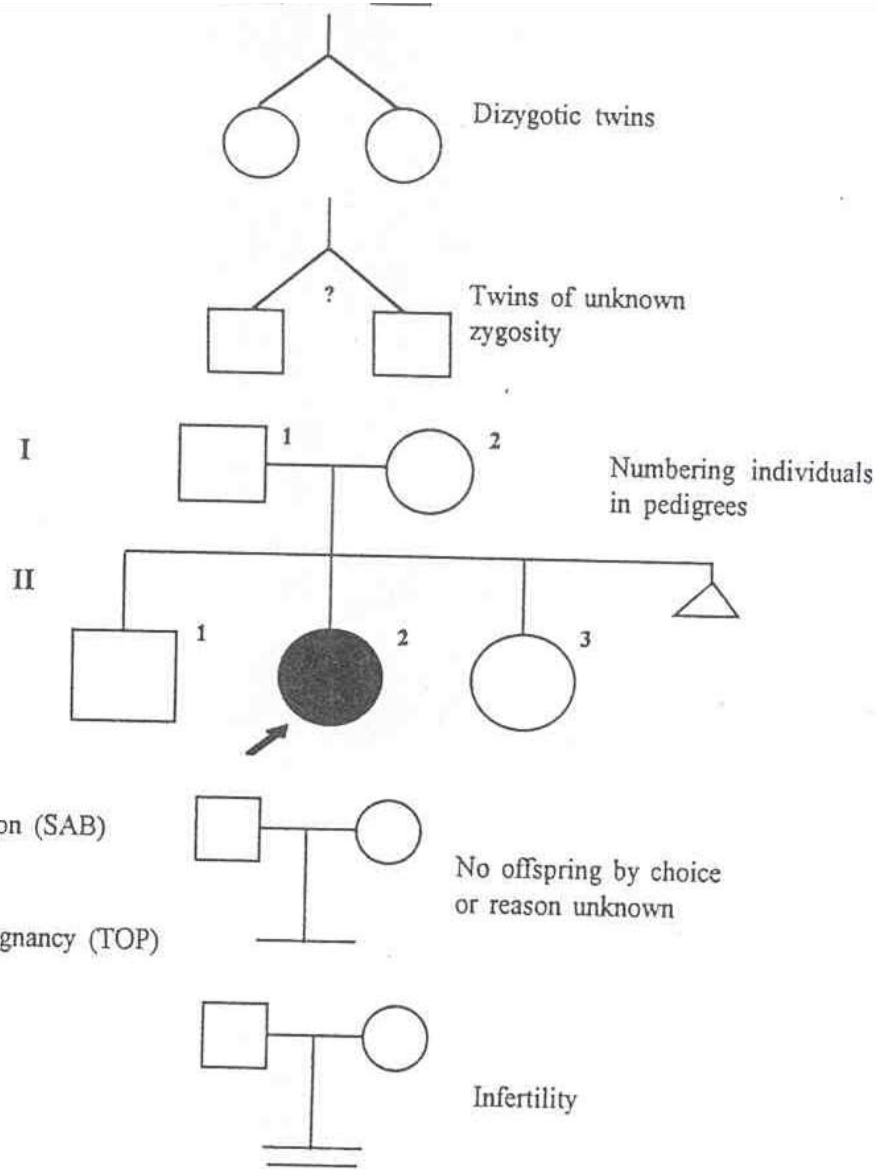 Dizygotic twins
?
Twins of unknown
zygosity
I
1
2
Numbering individuals
in pedigrees
II
1
2
3
on (SAB)
No offspring by choice
or reason unknown
gnancy (TOP)
Infertility